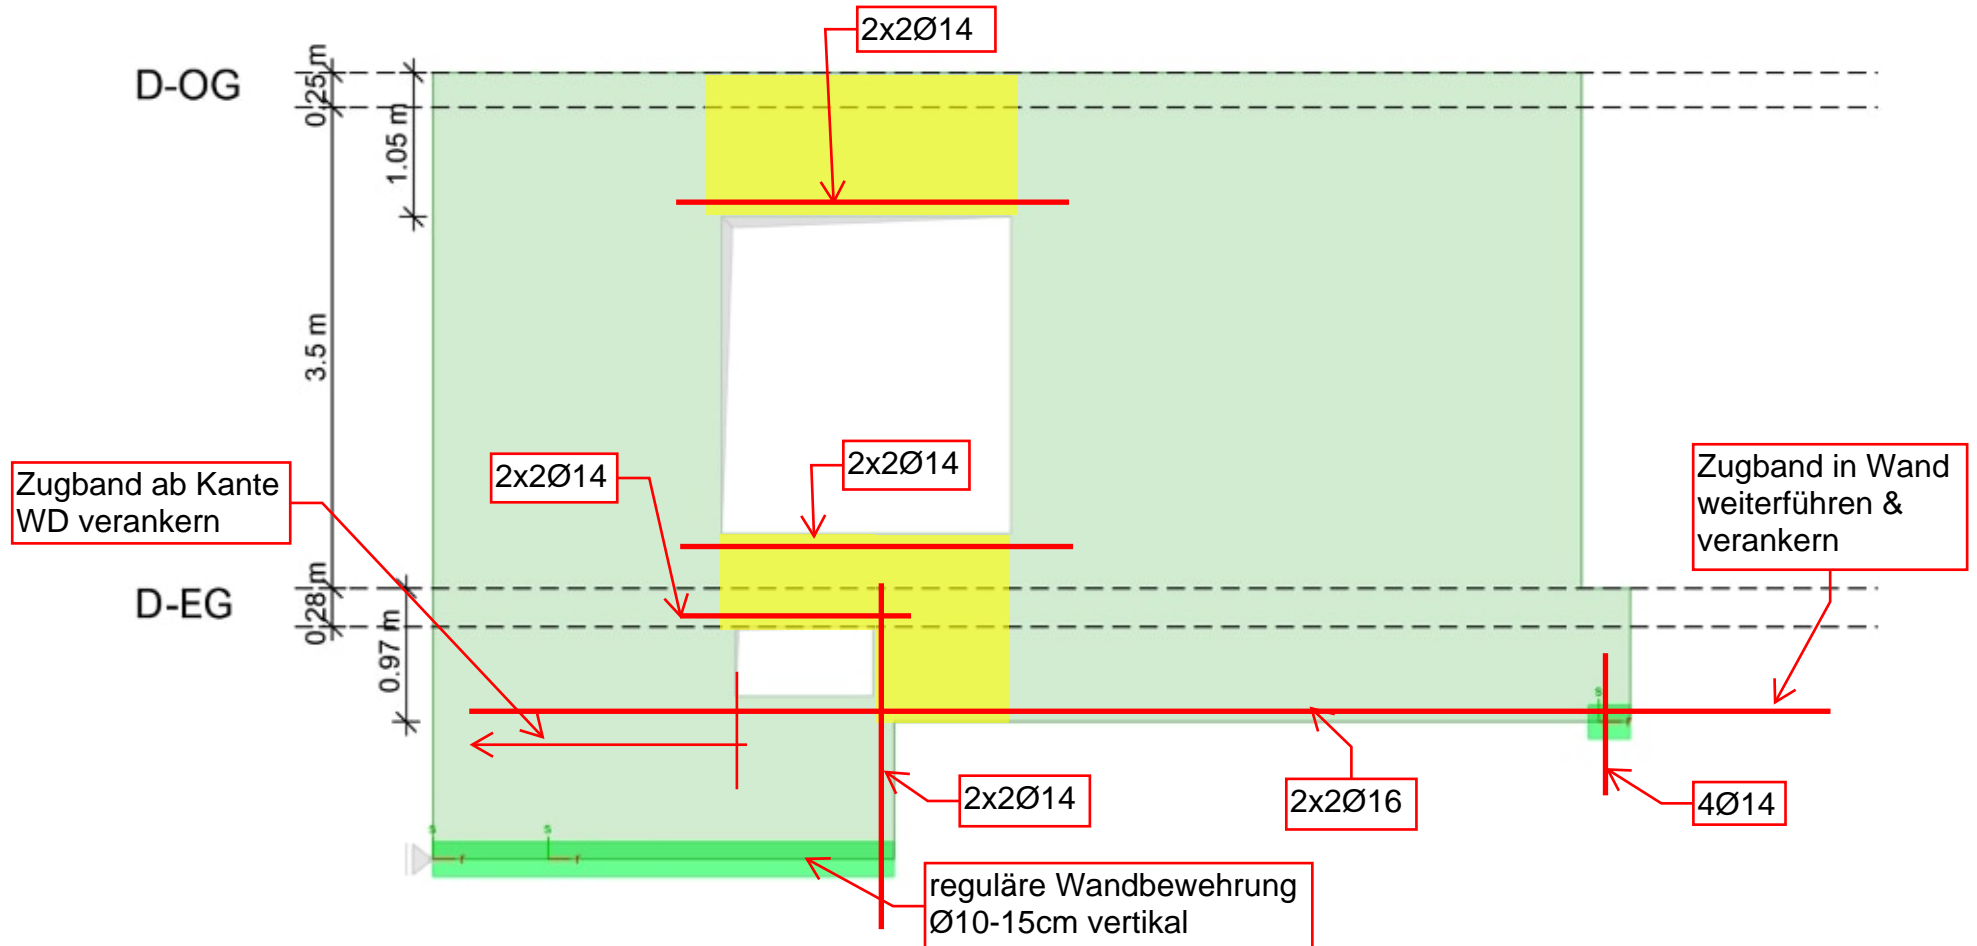 2x2Ø14
D-OG
0.25 m
1.05 m
3.5 m
Zugband ab Kante
WD verankern
2x2Ø14
2x2Ø14
Zugband in Wand
weiterführen &
verankern
D-EG
0.28 m
0.97 m
s
r
2x2Ø14
2x2Ø16
4Ø14
s
r
s
r
reguläre Wandbewehrung
Ø10-15cm vertikal